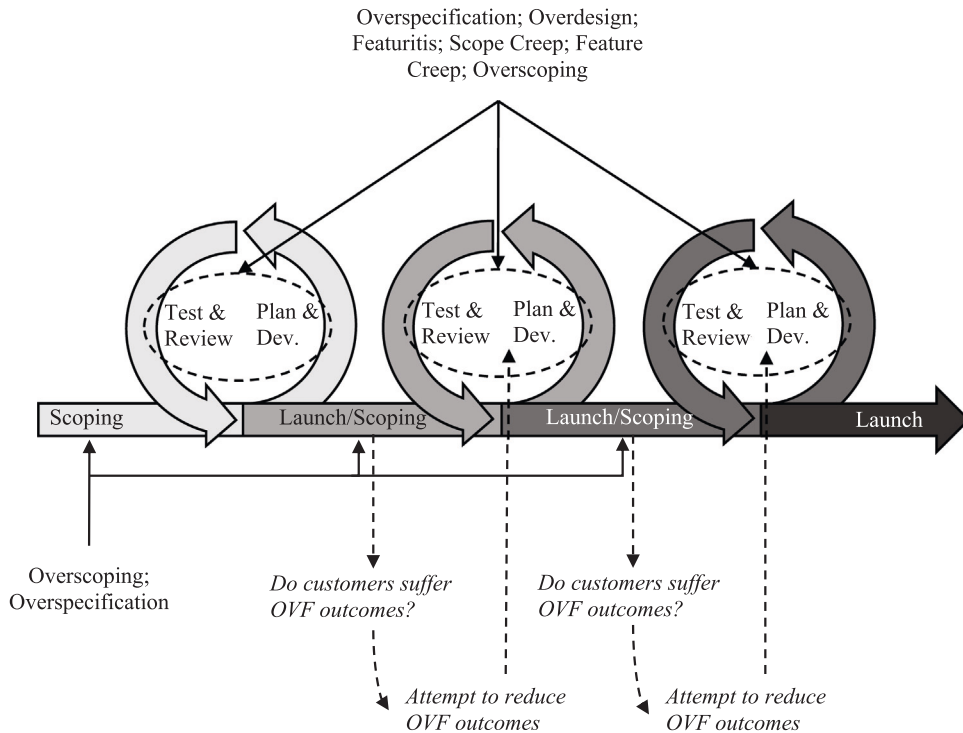 Overspecification; Overdesign;
Featuritis; Scope Creep; Feature
Creep; Overscoping
Test &
Review
Plan &
Dev.
Test &
Review
Plan &
Dev.
Test &
Review
Plan &
Dev.
Scoping
Launch/Scoping
Launch/Scoping
Launch
Overscoping;
Overspecification
Do customers suffer
OVF outcomes?
Do customers suffer
OVF outcomes?
Attempt to reduce
OVF outcomes
Attempt to reduce
OVF outcomes